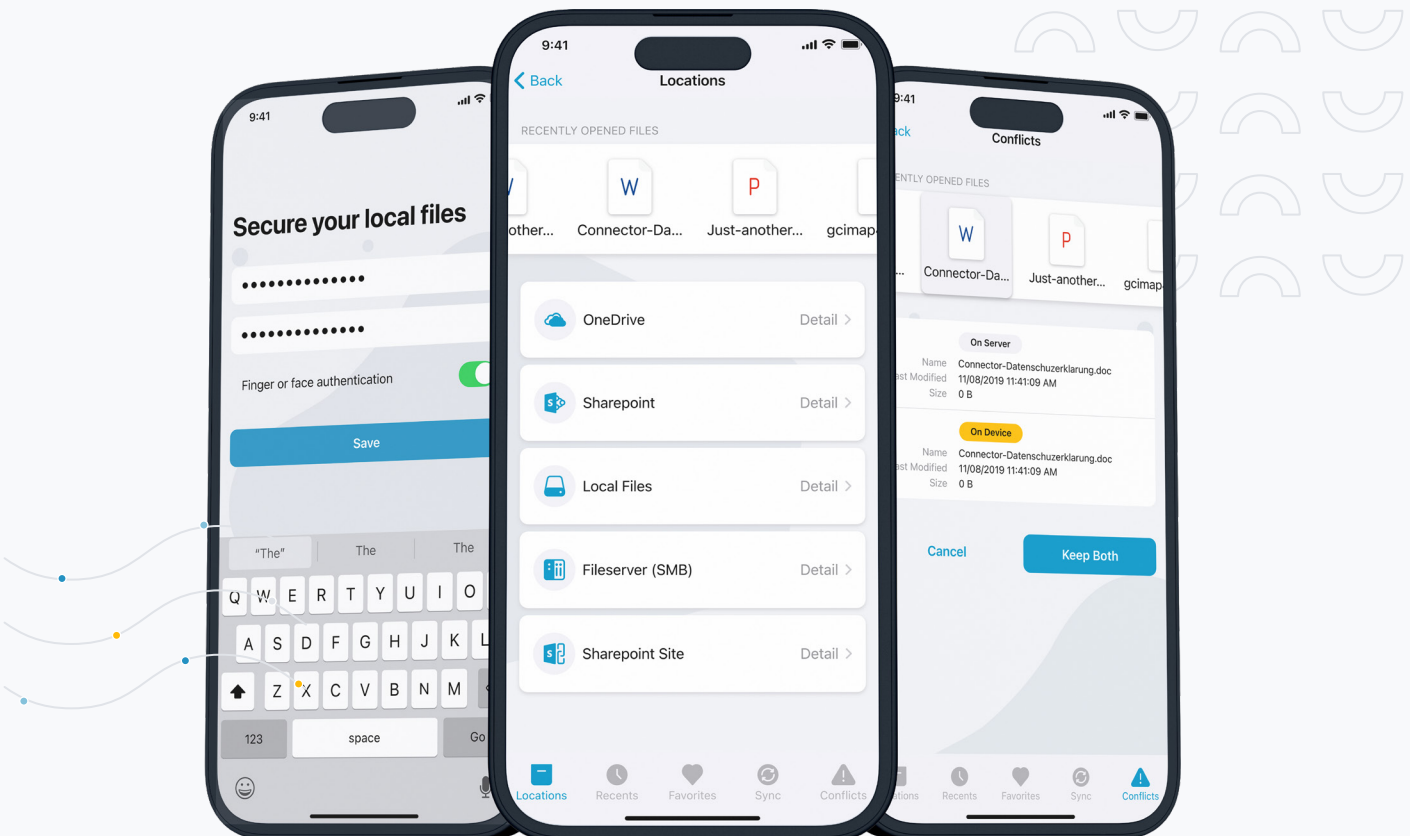 9:41
Secure your local files
••••••••••••••
••••••••••••••
Finger or face authentication
Save
“The” The The
Q W E R T Y U I O
A S D F G H J K L
Z X C V B N M
123 space Go
9:41
Back
Locations
RECENTLY OPENED FILES
W P
other... Connector-Da... Just-another... gcimap
OneDrive Detail
S Sharepoint Detail
Local Files Detail
Fileserver (SMB) Detail
S Sharepoint Site Detail
Locations Recents Favorites Sync Conflicts
9:41
ack
Conflicts
ENTLY OPENED FILES
W P
... Connector-Da... Just-another... gcimap
On Server
Name Connector-Datenschuzerklarung.doc
ast Modified 11/08/2019 11:41:09 AM
Size 0 B
On Device
Name Connector-Datenschuzerklarung.doc
ast Modified 11/08/2019 11:41:09 AM
Size 0 B
Cancel Keep Both
ations Recents Favorites Sync Conflicts